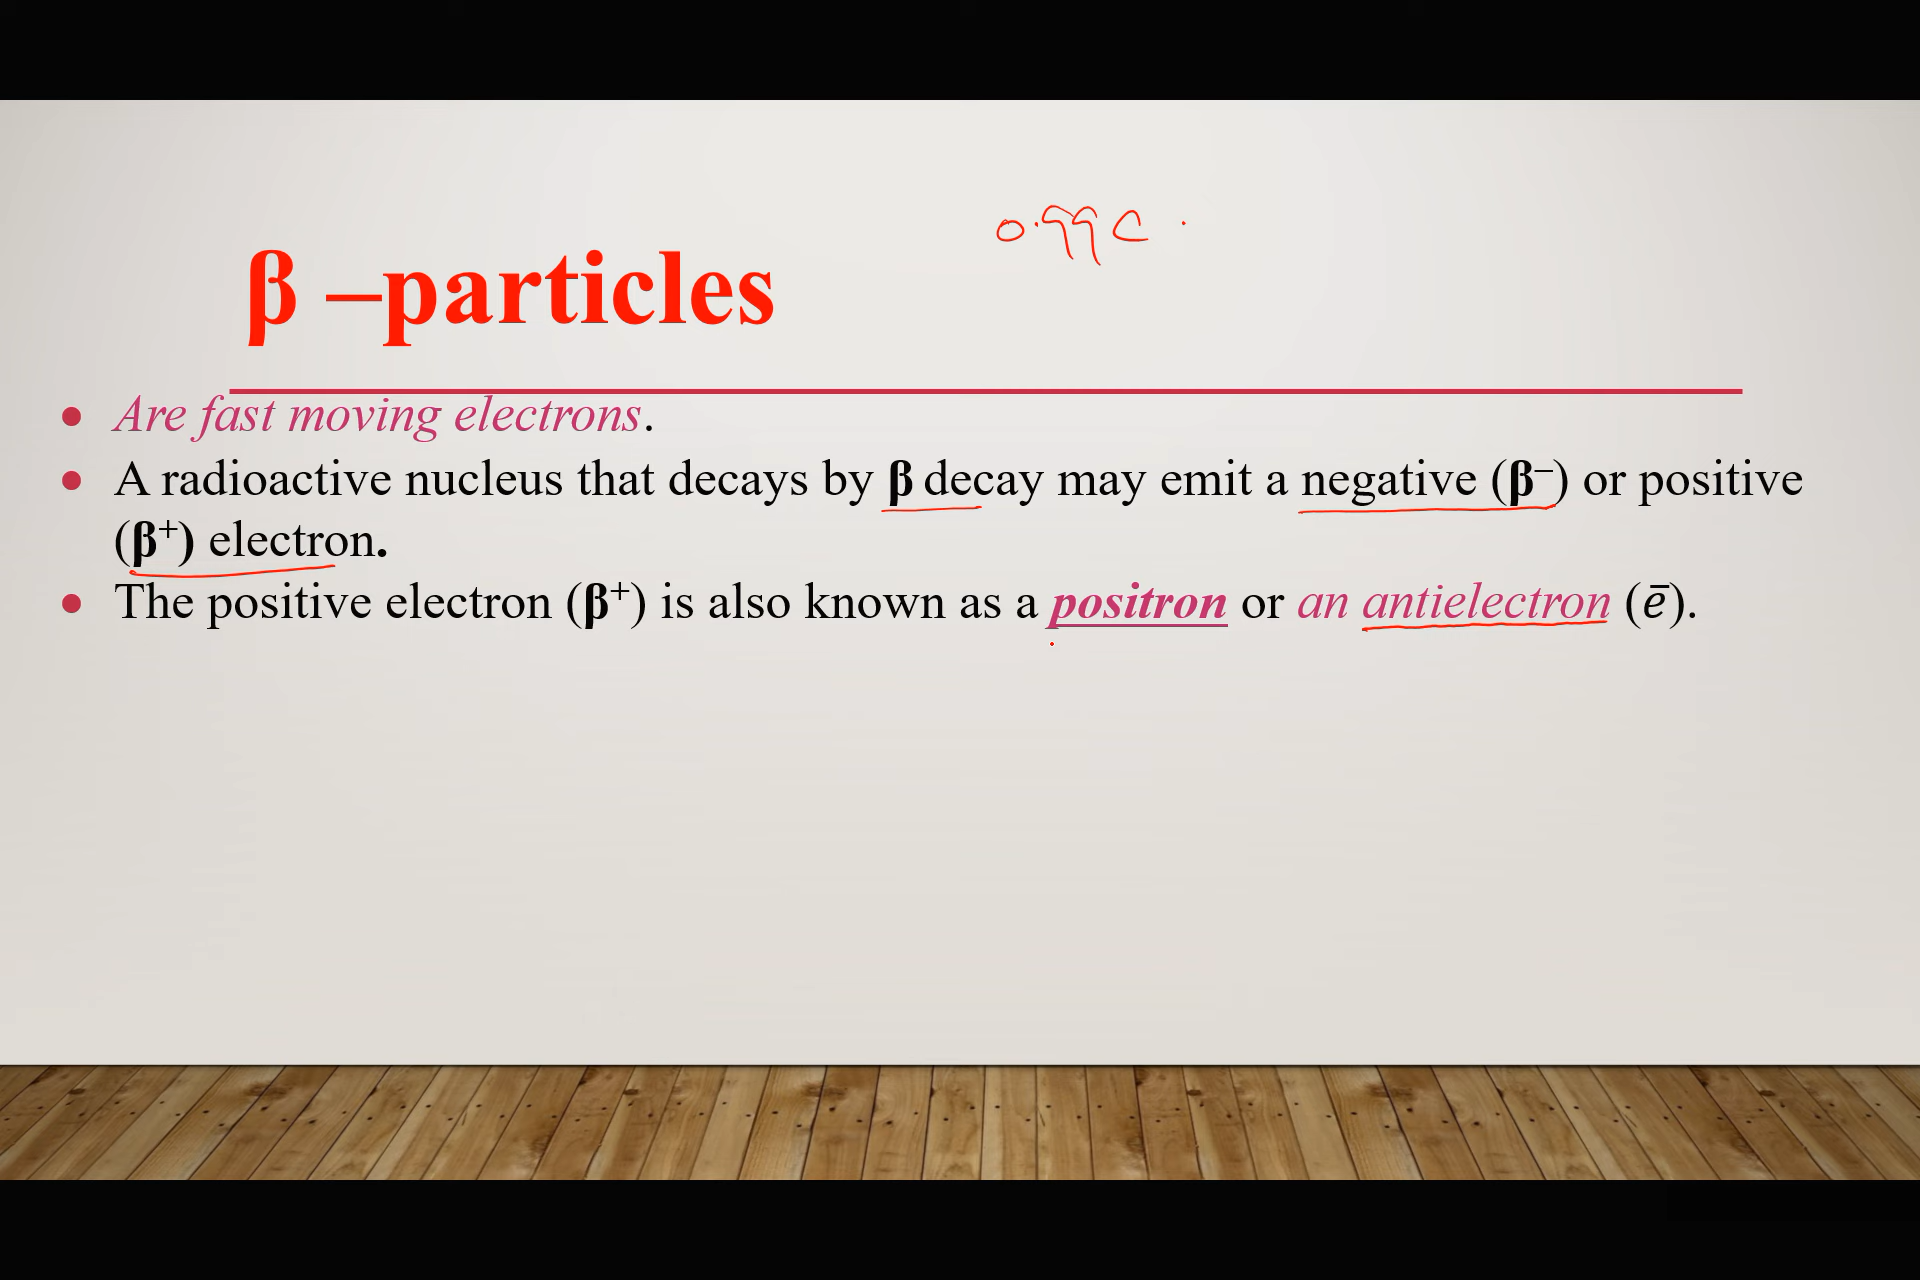 0.99c
β –particles
• Are fast moving electrons.
• A radioactive nucleus that decays by β decay may emit a negative (β⁻) or positive
(β⁺) electron.
• The positive electron (β⁺) is also known as a positron or an antielectron (e̅).